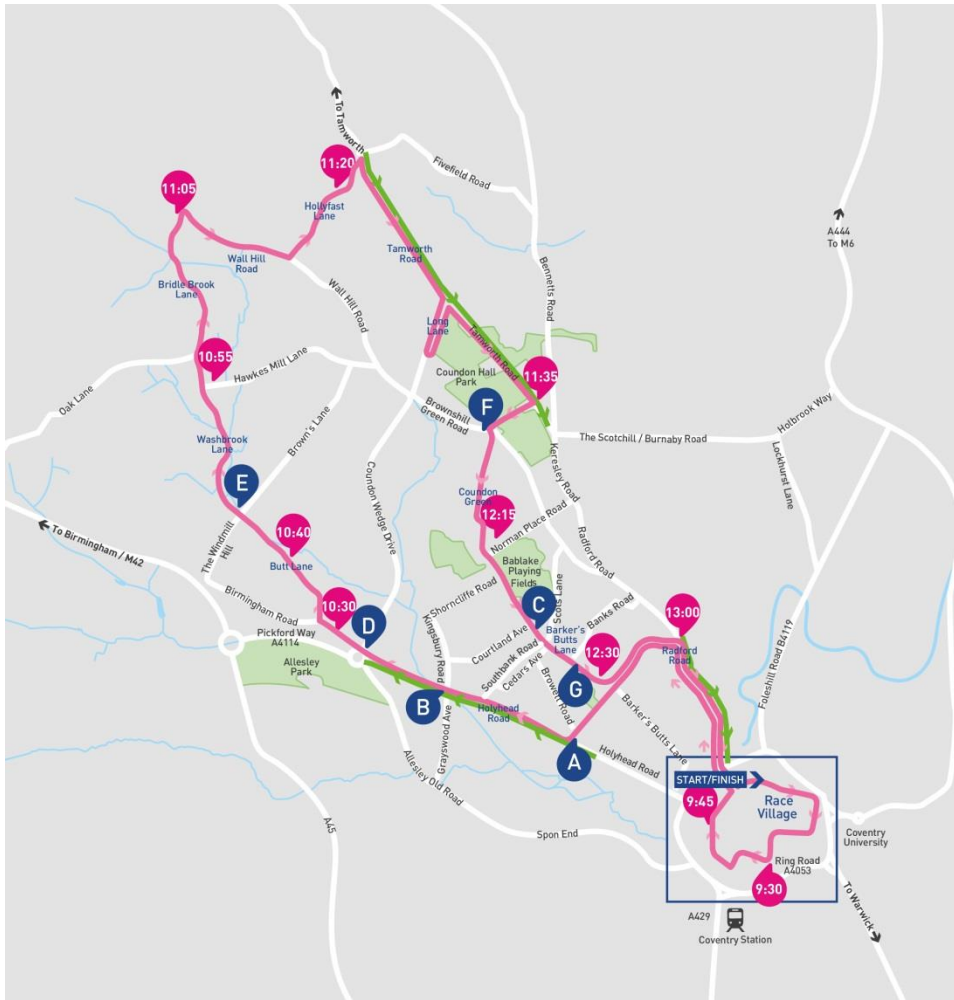 To Tamworth
11:20
Fivefield Road
11:05
Hollyfast
Lane
A444
To M6
Wall Hill
Road
Tamworth
Road
Bennetts Road
Bridle Brook
Lane
Wall Hill Road
Long
Lane
Tamworth Road
10:55
Hawkes Mill Lane
Coundon Hall
Park
11:35
Oak Lane
Brownshill
Green Road
F
Holbrook Way
The Scotchill / Burnaby Road
Brown's Lane
Washbrook
Lane
Keresley Road
Lockhurst Lane
E
Coundon Wedge Drive
Coundon
Green
12:15
Norman Place Road
To Birmingham / M42
The Windmill
Hill
10:40
Butt Lane
Radford Road
Bablake
Playing
Fields
Shorncliffe Road
Scots Lane
Birmingham Road
10:30
D
Kingsbury Road
C
Banks Road
13:00
Foleshill Road B4119
Pickford Way
A4114
Courtland Ave
Barker's
Butts
Lane
12:30
Radford
Road
Allesley
Park
Southbank Road
Cedars Ave
G
B
Browett Road
Barker's Butts Lane
Holyhead
Road
Grayswood Ave
A
Holyhead Road
Allesley Old Road
START/FINISH
9:45
Race
Village
A45
Spon End
Coventry
University
Ring Road
A4053
9:30
To Warwick
A429
Coventry Station